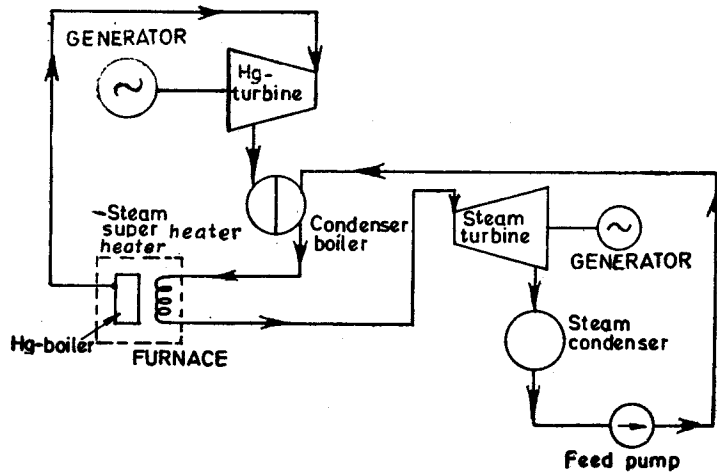 GENERATOR
Hg-
turbine
Steam
super heater
heater
Condenser
boiler
Steam
turbine
GENERATOR
Hg-boiler
FURNACE
Steam
condenser
Feed pump